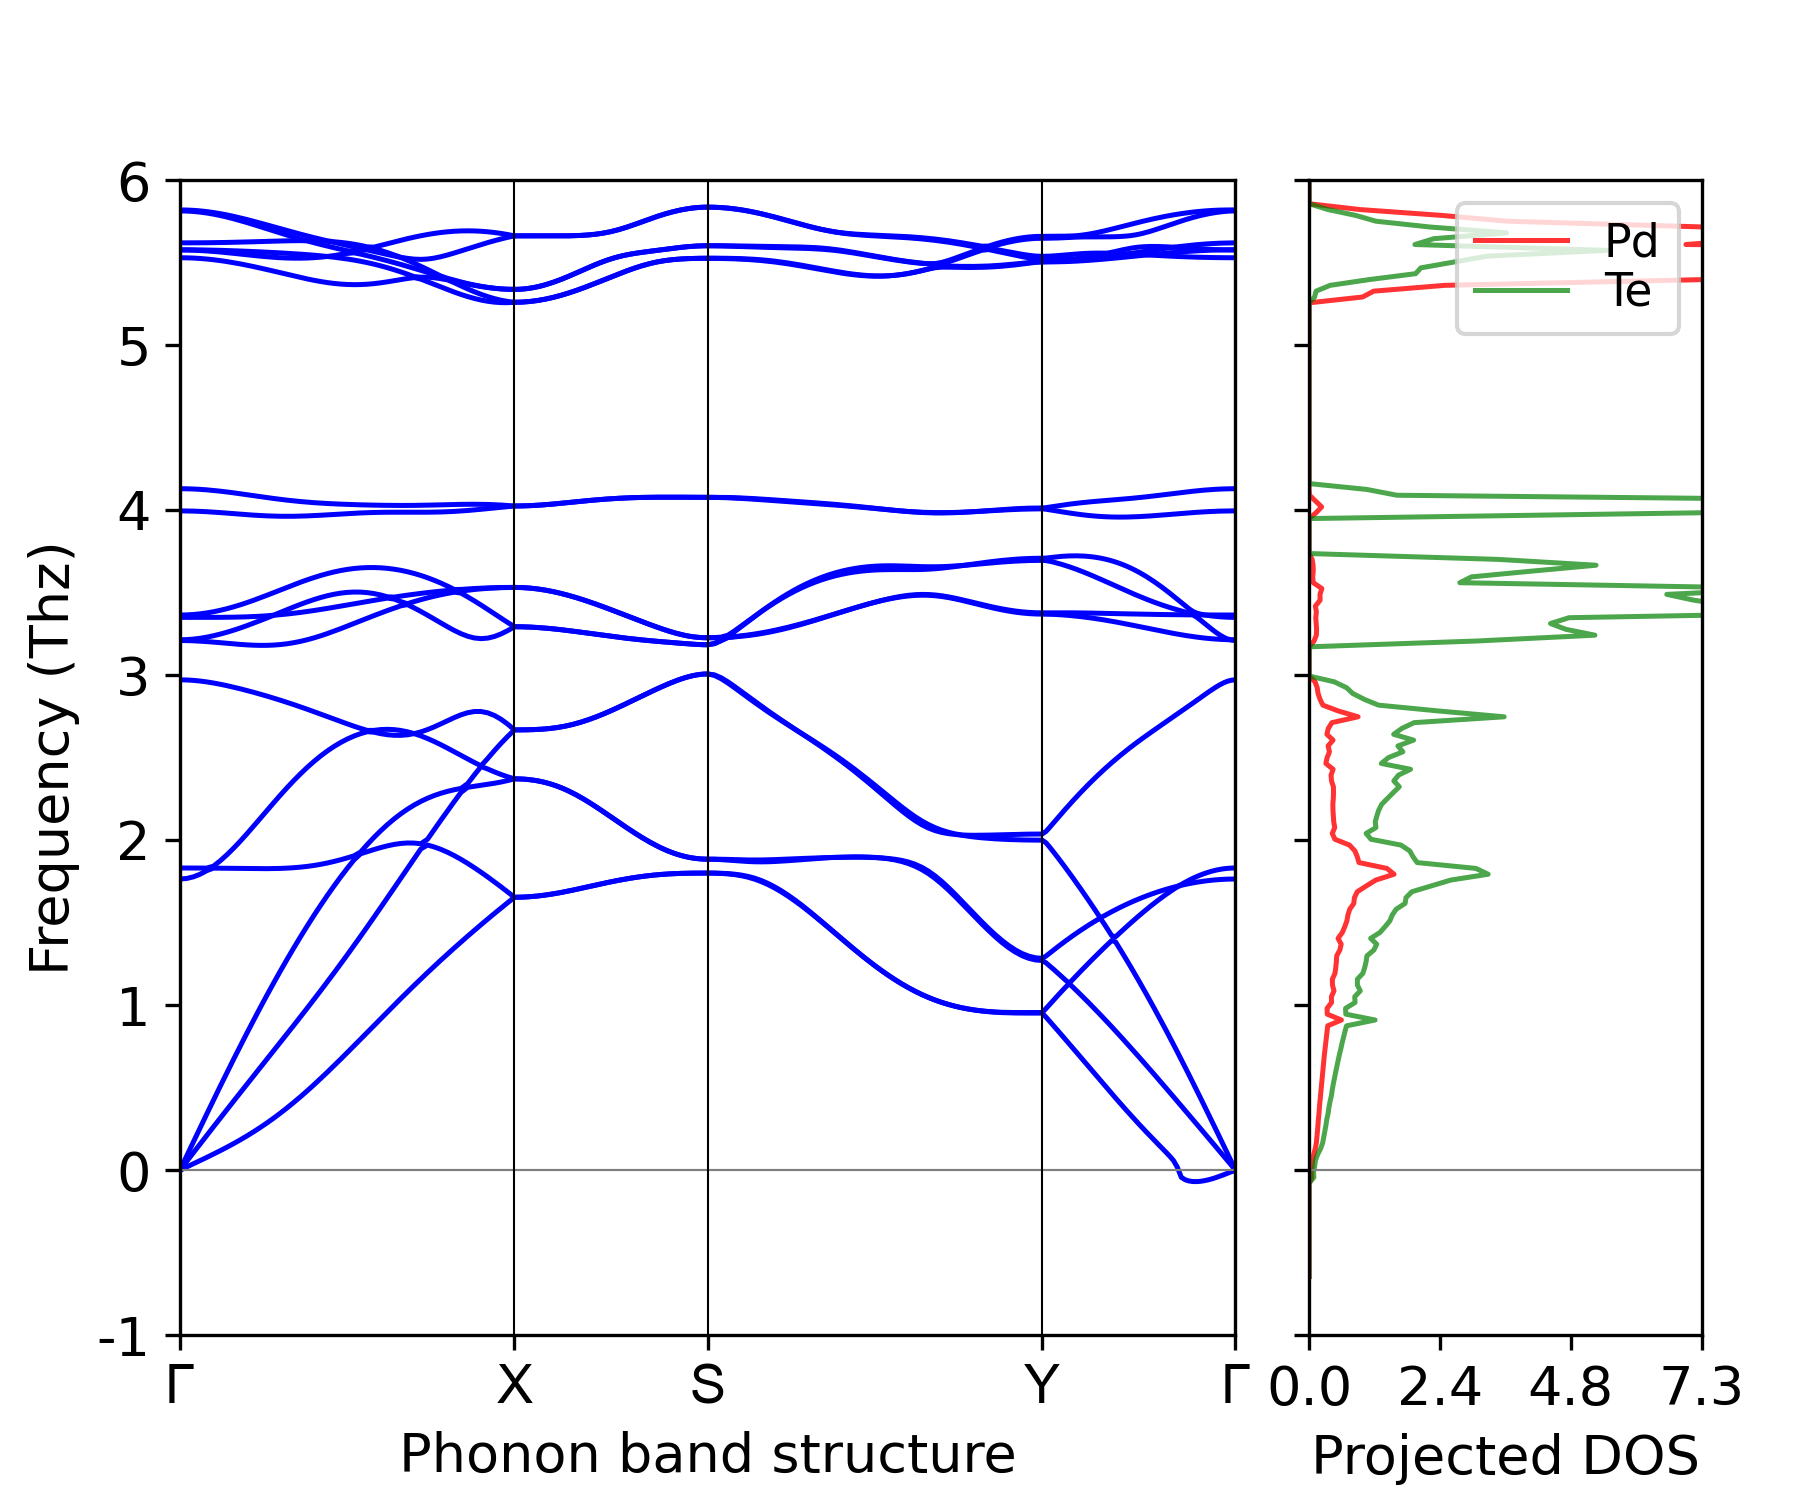 6
5
4
3
2
1
0
-1
Frequency (Thz)
Γ X S Y Γ
Phonon band structure
Pd
Te
0.0 2.4 4.8 7.3
Projected DOS